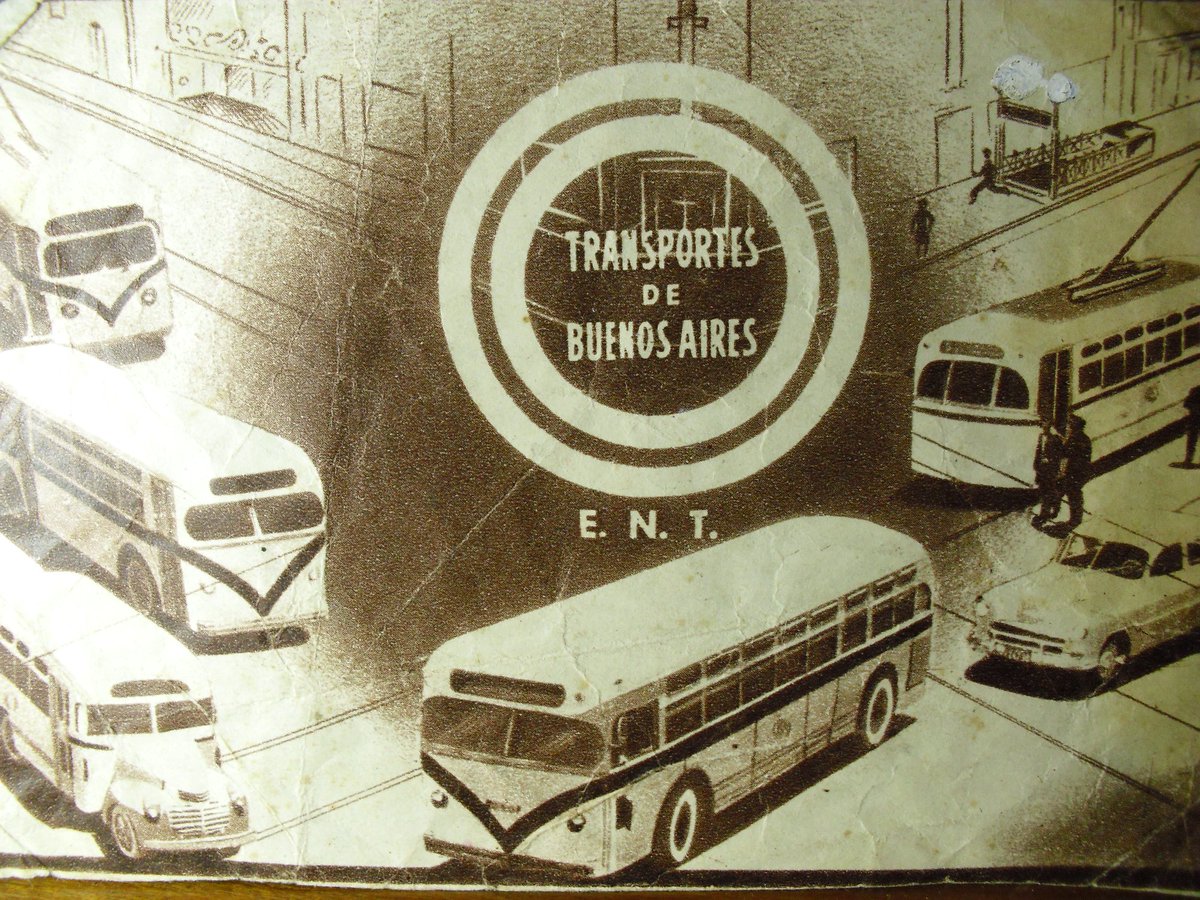 TRANSPORTES
DE
BUENOS AIRES
E. N. T.